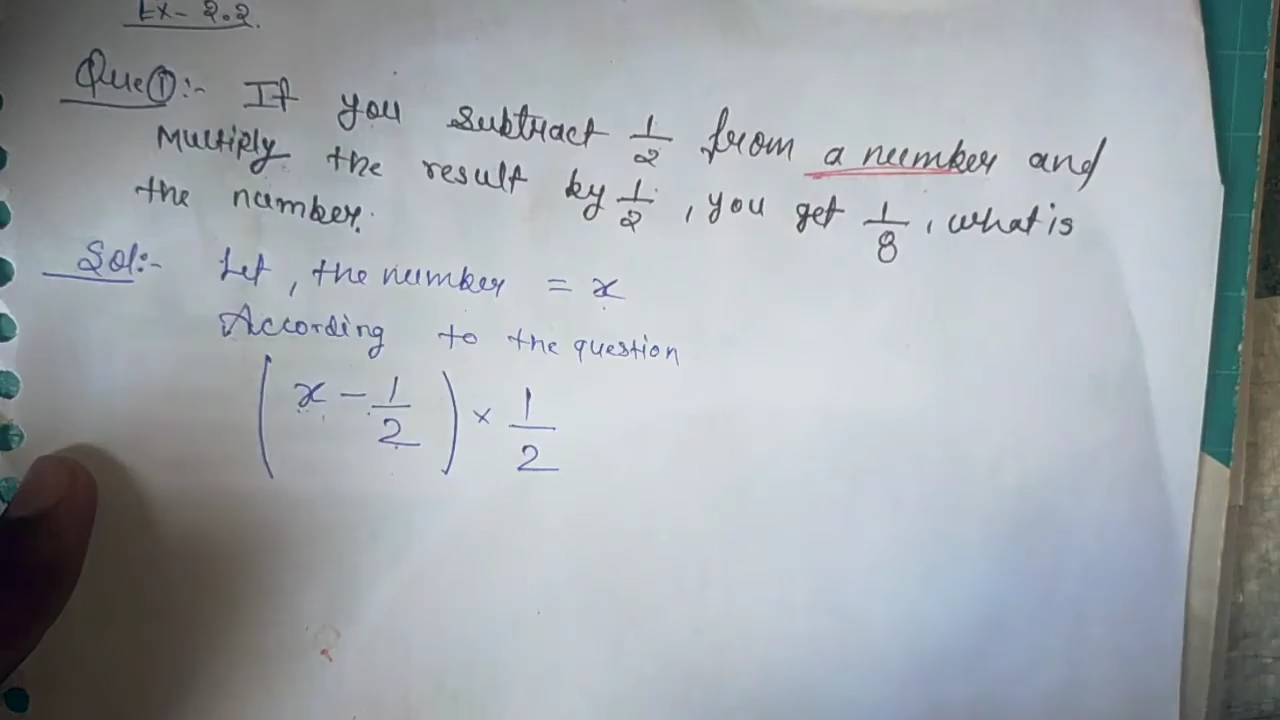 Ex- 2.2.
Que①:- If you subtract 1/2 from a number and
Multiply the result by 1/2, you get 1/8, what is
the number.
Sol:- Let, the number = x
According to the question
(x - 1/2) × 1/2